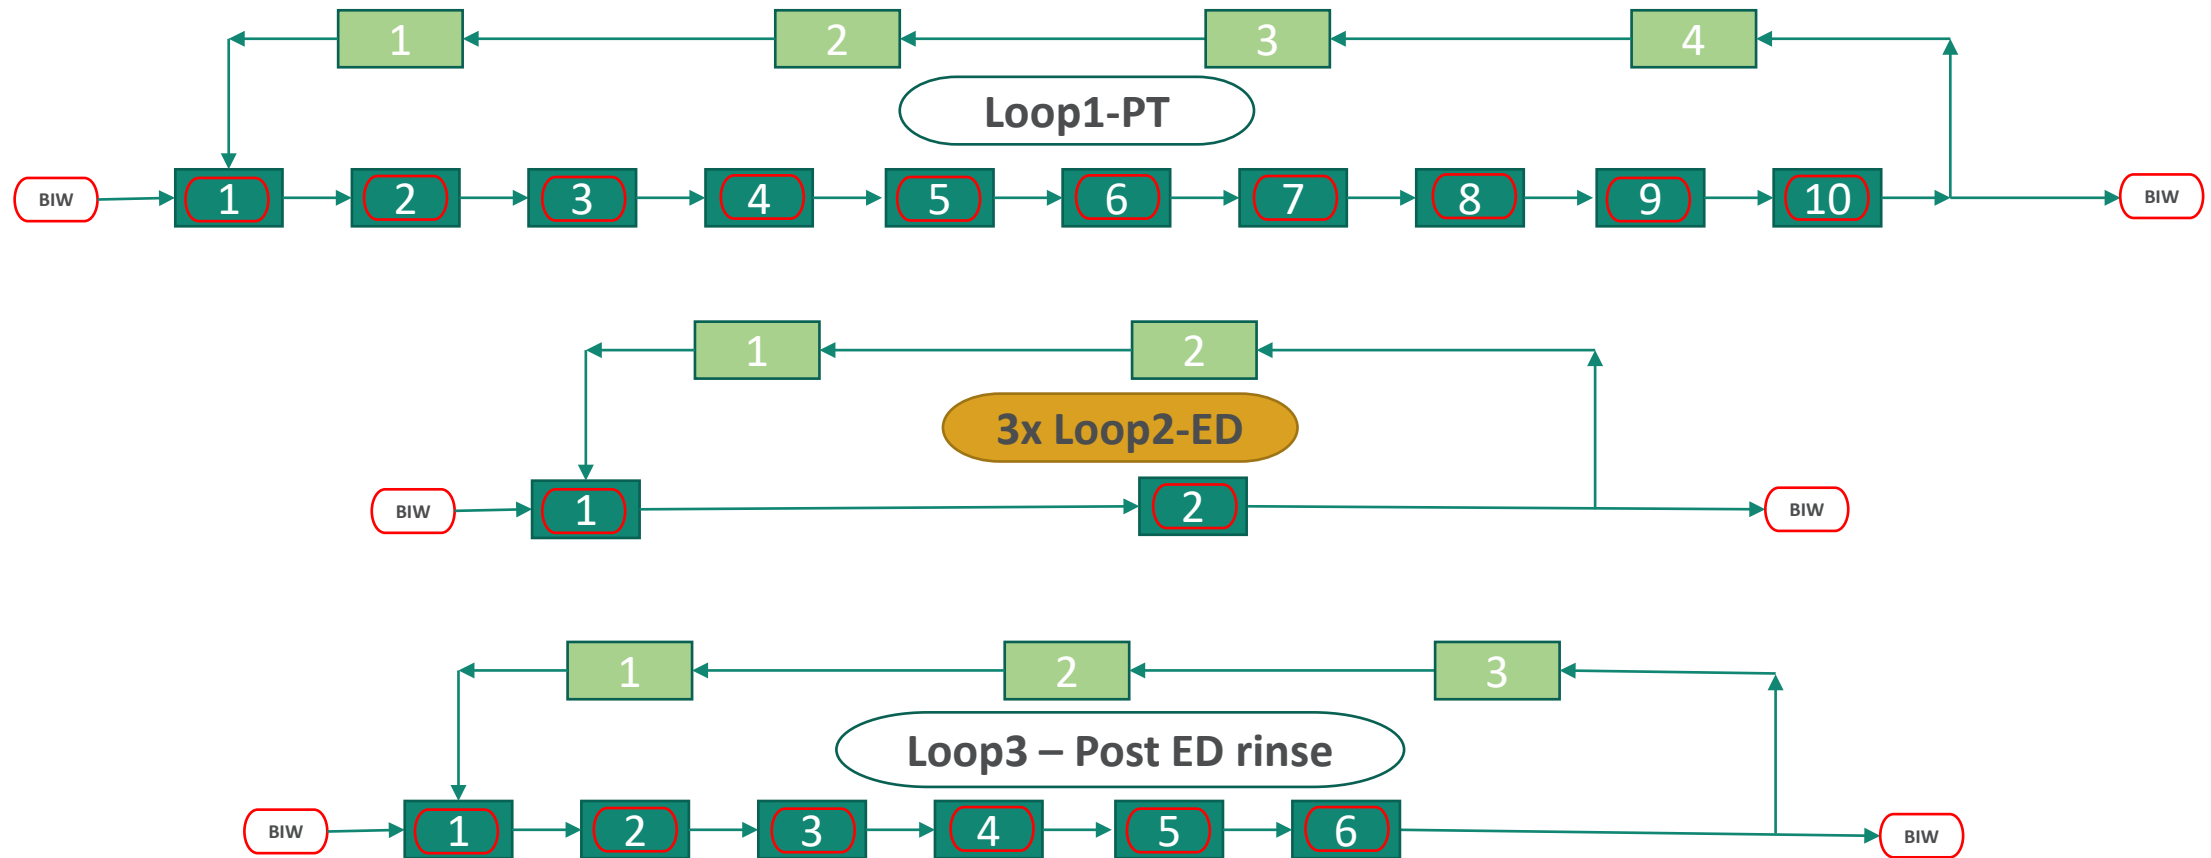 1 2 3 4
Loop1-PT
BIW 1 2 3 4 5 6 7 8 9 10 BIW
1 2
3x Loop2-ED
BIW 1 2 BIW
1 2 3
Loop3 – Post ED rinse
BIW 1 2 3 4 5 6 BIW